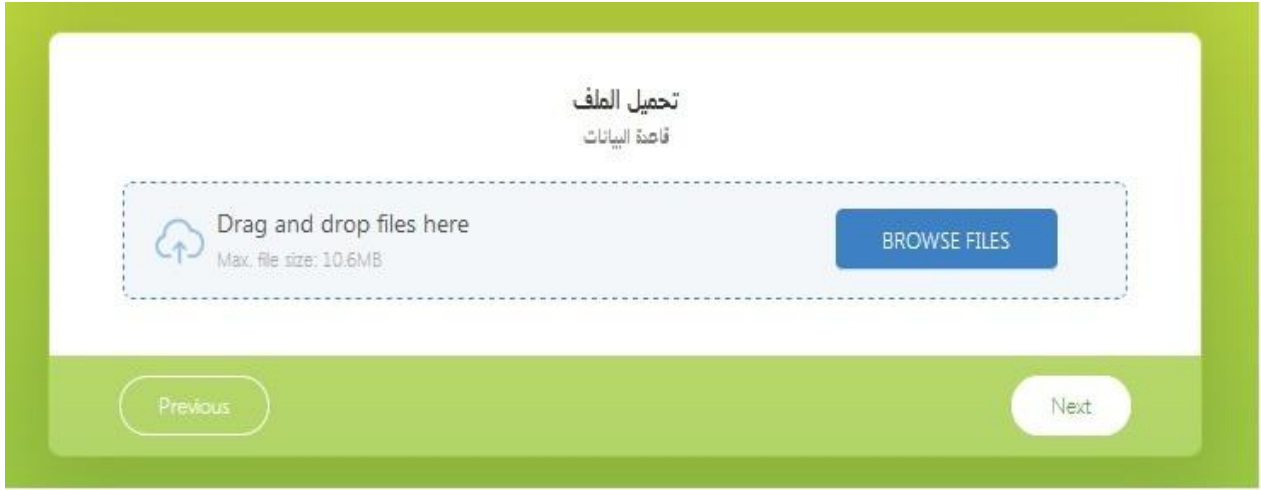 تحميل الملف
قاعدة البيانات
Drag and drop files here
Max. file size: 10.6MB
BROWSE FILES
Previous
Next